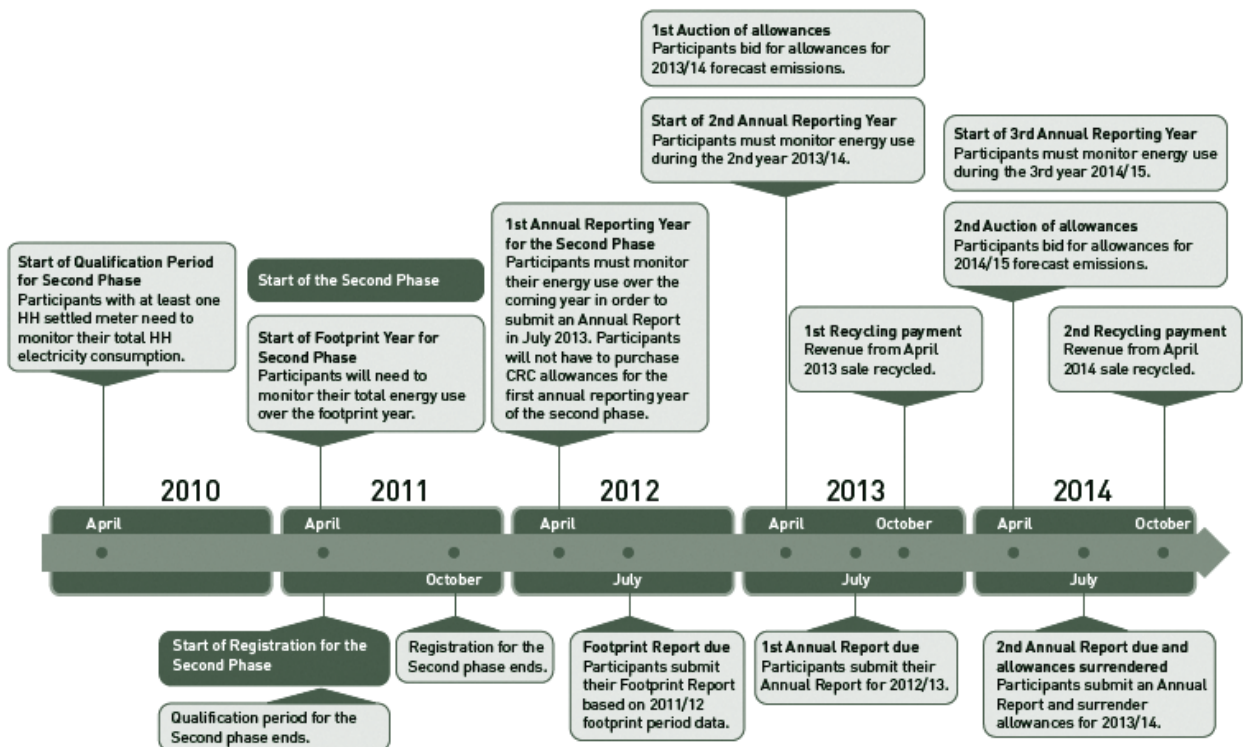 1st Auction of allowances
Participants bid for allowances for
2013/14 forecast emissions.
Start of 2nd Annual Reporting Year
Participants must monitor energy use
during the 2nd year 2013/14.
Start of 3rd Annual Reporting Year
Participants must monitor energy use
during the 3rd year 2014/15.
2nd Auction of allowances
Participants bid for allowances for
2014/15 forecast emissions.
Start of Qualification Period
for Second Phase
Participants with at least one
HH settled meter need to
monitor their total HH
electricity consumption.
Start of the Second Phase
Start of Footprint Year for
Second Phase
Participants will need to
monitor their total energy use
over the footprint year.
1st Annual Reporting Year
for the Second Phase
Participants must monitor
their energy use over the
coming year in order to
submit an Annual Report
in July 2013. Participants
will not have to purchase
CRC allowances for the
first annual reporting year
of the second phase.
1st Recycling payment
Revenue from April
2013 sale recycled.
2nd Recycling payment
Revenue from April
2014 sale recycled.
2010
2011
2012
2013
2014
April
April
April
April
October
April
October
October
July
July
July
Start of Registration for the
Second Phase
Qualification period for the
Second phase ends.
Registration for the
Second phase ends.
Footprint Report due
Participants submit
their Footprint Report
based on 2011/12
footprint period data.
1st Annual Report due
Participants submit their
Annual Report for 2012/13.
2nd Annual Report due and
allowances surrendered
Participants submit an Annual
Report and surrender
allowances for 2013/14.